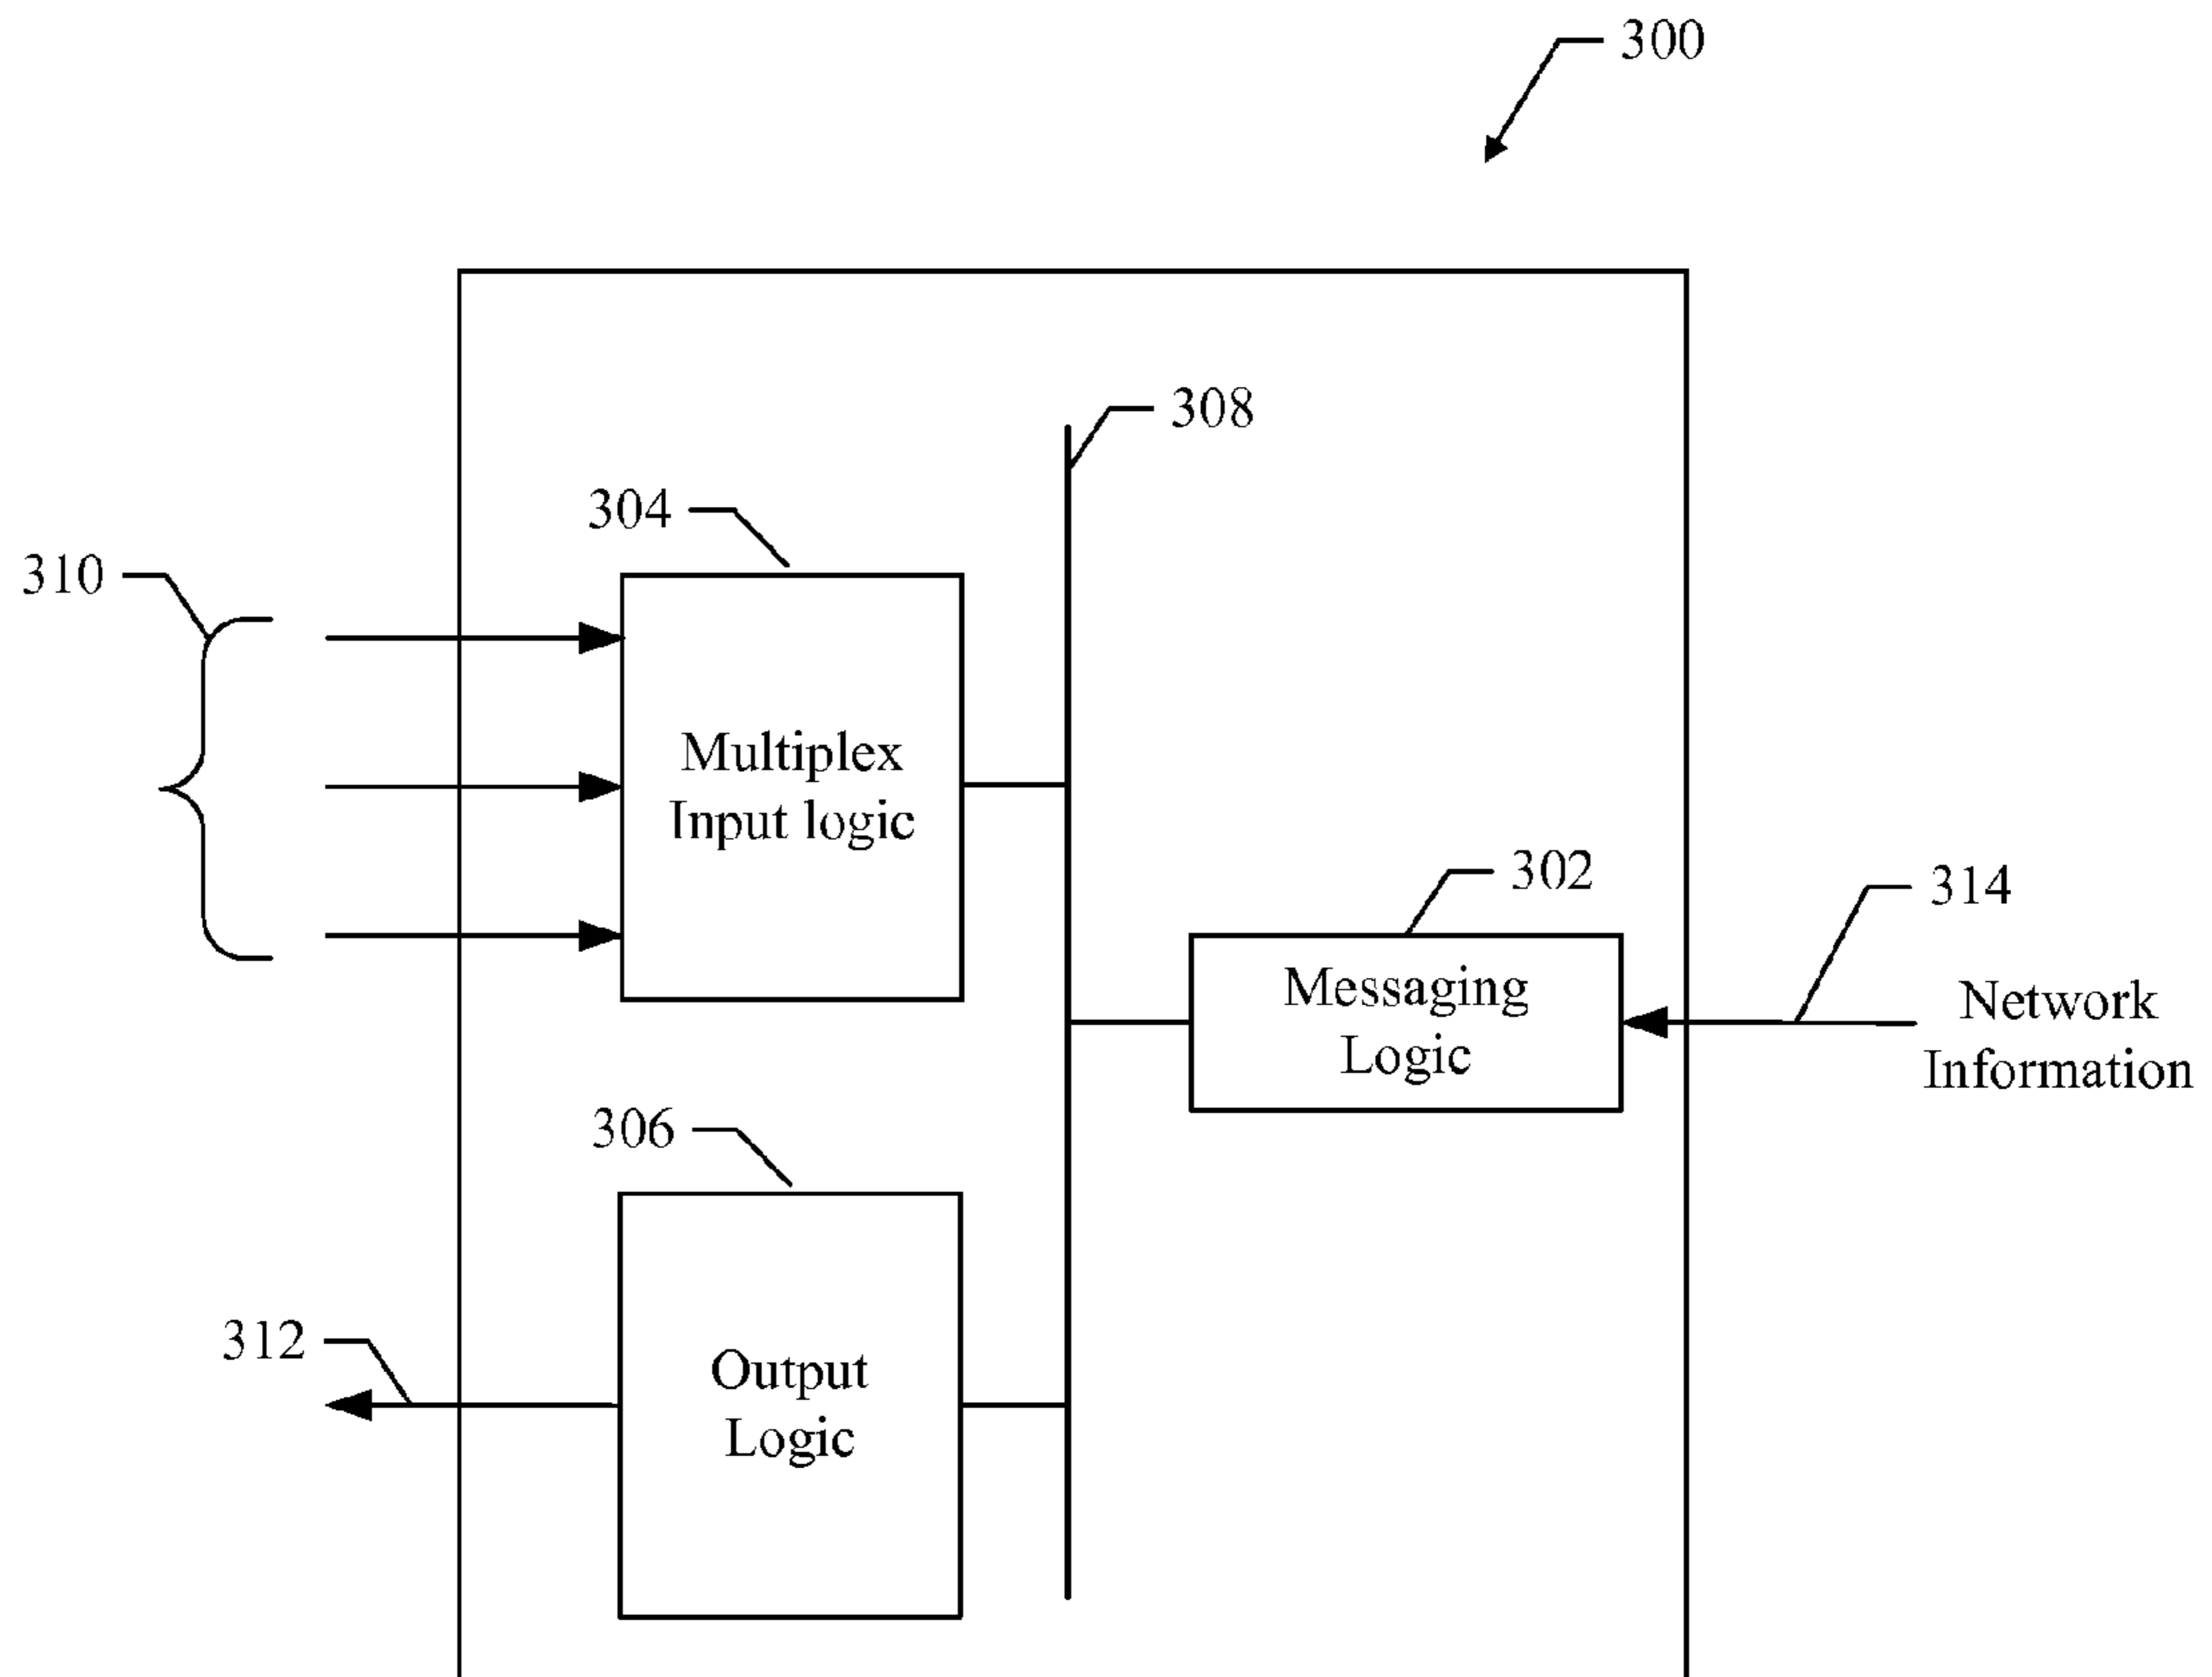 300
308
304
310
Multiplex
Input logic
302
314
Messaging
Logic
Network
Information
306
312
Output
Logic